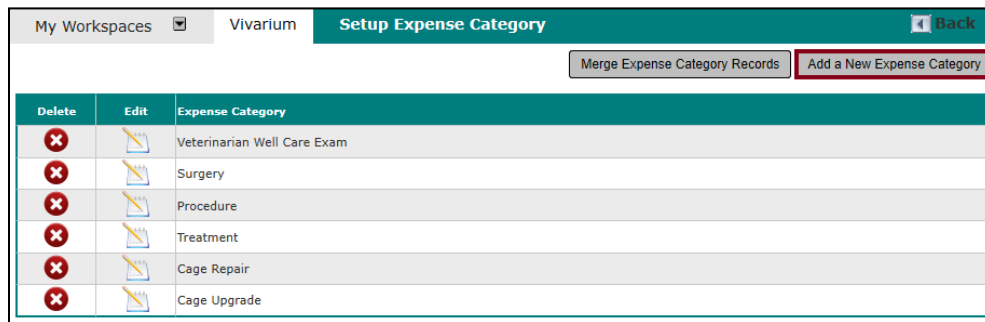 My Workspaces Vivarium Setup Expense Category Back
Merge Expense Category Records Add a New Expense Category
Delete Edit Expense Category
Veterinarian Well Care Exam
Surgery
Procedure
Treatment
Cage Repair
Cage Upgrade